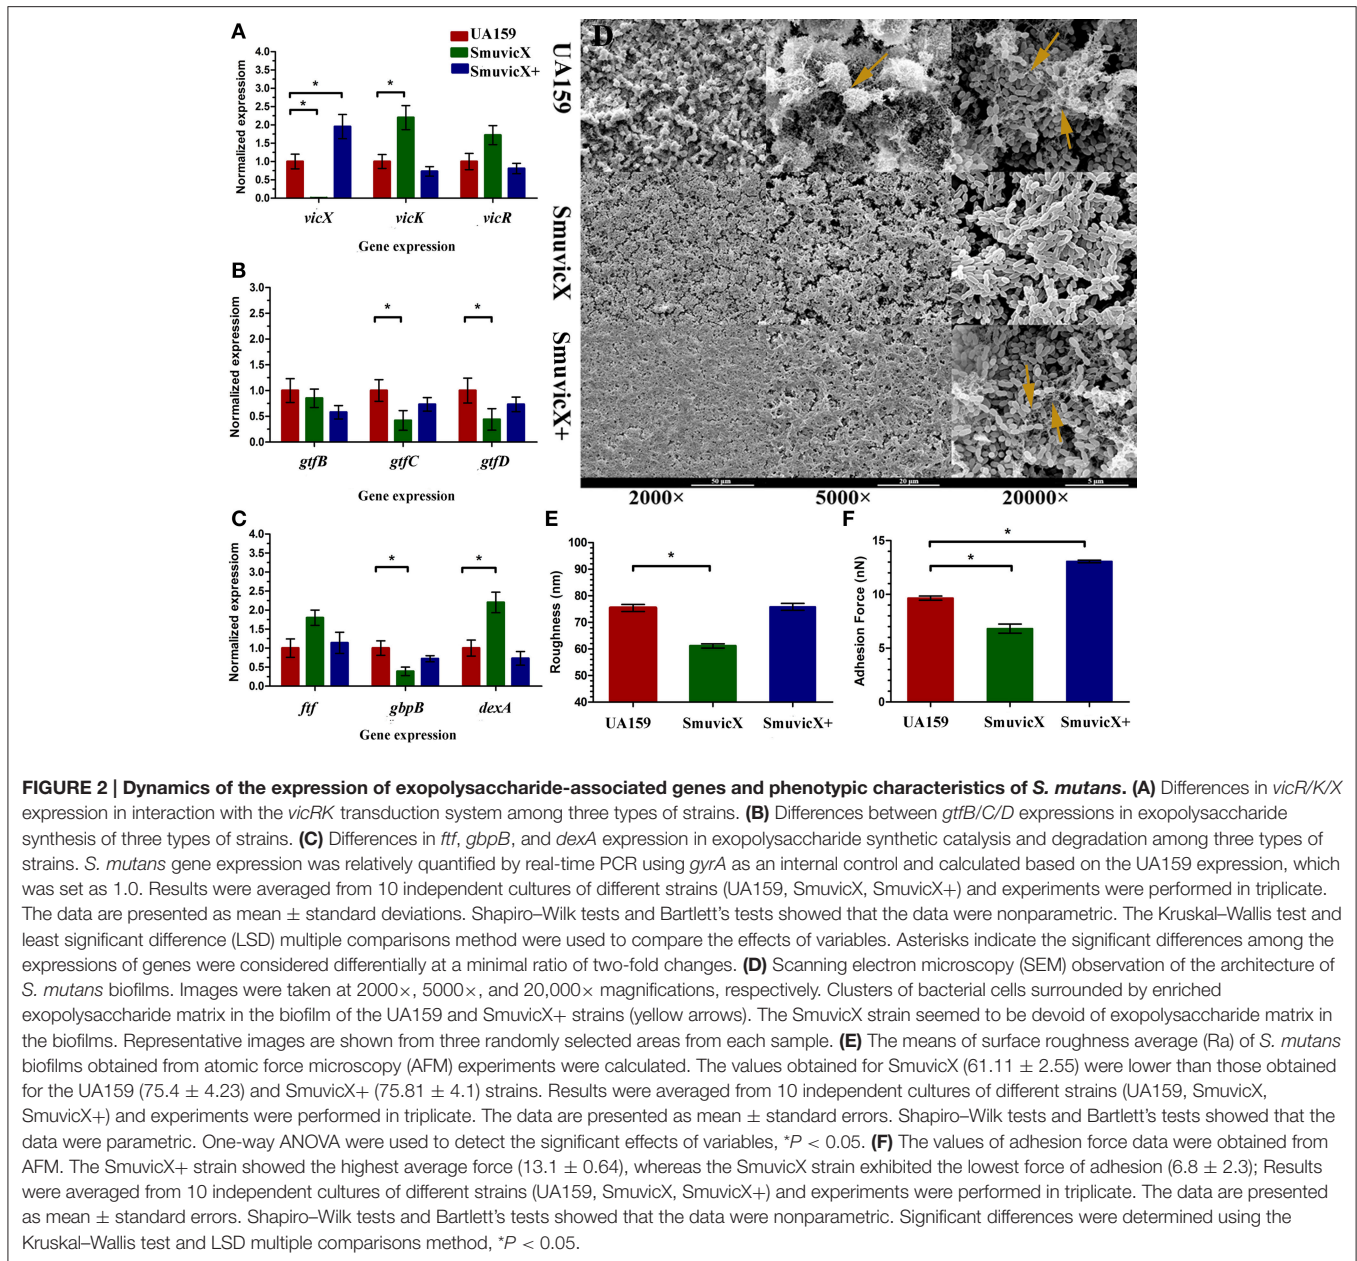 A
UA159
SmuvicX
SmuvicX+
Normalized expressiom
4.0
3.5
3.0
2.5
2.0
1.5
1.0
0.5
0.0
*
*
*
vicX vicK vicR
Gene expression
B
Normalized expressiom
3.0
2.5
2.0
1.5
1.0
0.5
0.0
*
*
gtfB gtfC gtfD
Gene expression
C
Normalized expressiom
4.0
3.5
3.0
2.5
2.0
1.5
1.0
0.5
0.0
*
*
ftf gbpB dexA
Gene expression
D
UA159
SmuvicX
SmuvicX+
50 μm
20 μm
5 μm
2000× 5000× 20000×
E
Roughness (nm)
100
90
80
70
60
50
40
*
UA159 SmuvicX SmuvicX+
F
Adhesion Force (nN)
15
10
5
0
*
*
UA159 SmuvicX SmuvicX+
FIGURE 2 | Dynamics of the expression of exopolysaccharide-associated genes and phenotypic characteristics of S. mutans. (A) Differences in vicR/K/X
expression in interaction with the vicRK transduction system among three types of strains. (B) Differences between gtfB/C/D expressions in exopolysaccharide
synthesis of three types of strains. (C) Differences in ftf, gbpB, and dexA expression in exopolysaccharide synthetic catalysis and degradation among three types of
strains. S. mutans gene expression was relatively quantified by real-time PCR using gyrA as an internal control and calculated based on the UA159 expression, which
was set as 1.0. Results were averaged from 10 independent cultures of different strains (UA159, SmuvicX, SmuvicX+) and experiments were performed in triplicate.
The data are presented as mean ± standard deviations. Shapiro–Wilk tests and Bartlett's tests showed that the data were nonparametric. The Kruskal–Wallis test and
least significant difference (LSD) multiple comparisons method were used to compare the effects of variables. Asterisks indicate the significant differences among the
expressions of genes were considered differentially at a minimal ratio of two-fold changes. (D) Scanning electron microscopy (SEM) observation of the architecture of
S. mutans biofilms. Images were taken at 2000×, 5000×, and 20,000× magnifications, respectively. Clusters of bacterial cells surrounded by enriched
exopolysaccharide matrix in the biofilm of the UA159 and SmuvicX+ strains (yellow arrows). The SmuvicX strain seemed to be devoid of exopolysaccharide matrix in
the biofilms. Representative images are shown from three randomly selected areas from each sample. (E) The means of surface roughness average (Ra) of S. mutans
biofilms obtained from atomic force microscopy (AFM) experiments were calculated. The values obtained for SmuvicX (61.11 ± 2.55) were lower than those obtained
for the UA159 (75.4 ± 4.23) and SmuvicX+ (75.81 ± 4.1) strains. Results were averaged from 10 independent cultures of different strains (UA159, SmuvicX,
SmuvicX+) and experiments were performed in triplicate. The data are presented as mean ± standard errors. Shapiro–Wilk tests and Bartlett's tests showed that the
data were parametric. One-way ANOVA were used to detect the significant effects of variables, *P < 0.05. (F) The values of adhesion force data were obtained from
AFM. The SmuvicX+ strain showed the highest average force (13.1 ± 0.64), whereas the SmuvicX strain exhibited the lowest force of adhesion (6.8 ± 2.3); Results
were averaged from 10 independent cultures of different strains (UA159, SmuvicX, SmuvicX+) and experiments were performed in triplicate. The data are presented
as mean ± standard errors. Shapiro–Wilk tests and Bartlett's tests showed that the data were nonparametric. Significant differences were determined using the
Kruskal–Wallis test and LSD multiple comparisons method, *P < 0.05.